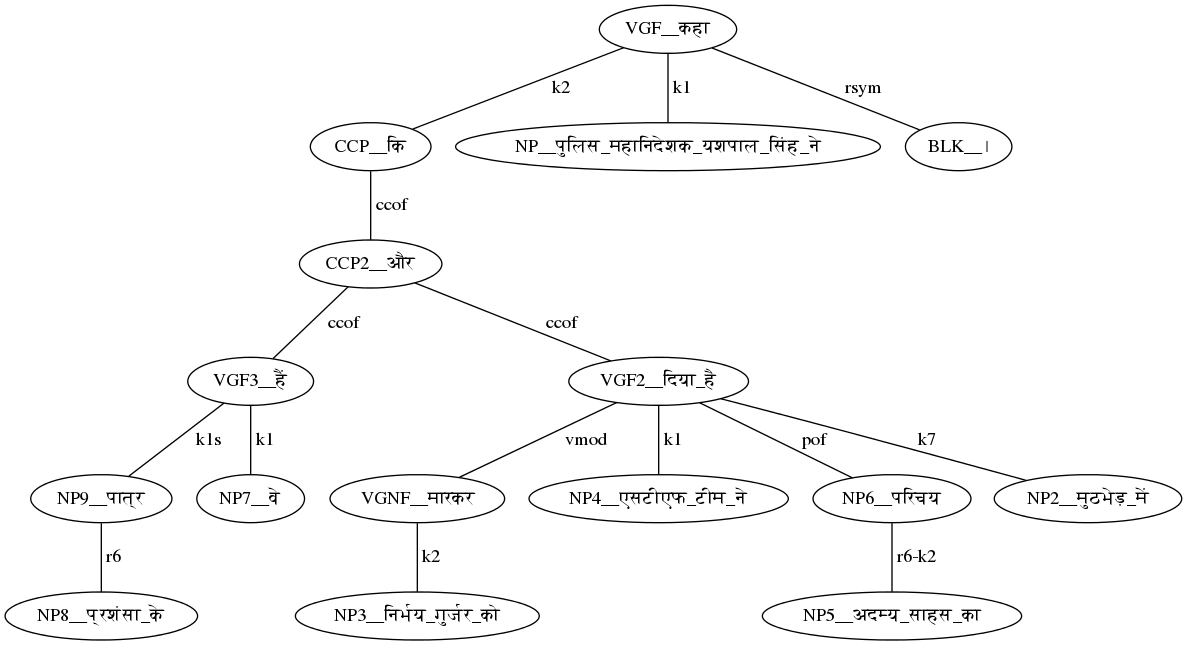 VGF__कहा
k2 k1 rsym
CCP__कि NP__पुलिस_महानिदेशक_यशपाल_सिंह_ने BLK__।
ccof
CCP2__और
ccof ccof
VGF3__हैं VGF2__दिया_है
k1s k1 vmod k1 pof k7
NP9__पात्र NP7__वे VGNF__मारकर NP4__एसटीएफ_टीम_ने NP6__परिचय NP2__मुठभेड़_में
r6 k2 r6-k2
NP8__प्रशंसा_के NP3__निर्भय_गुर्जर_को NP5__अदम्य_साहस_का